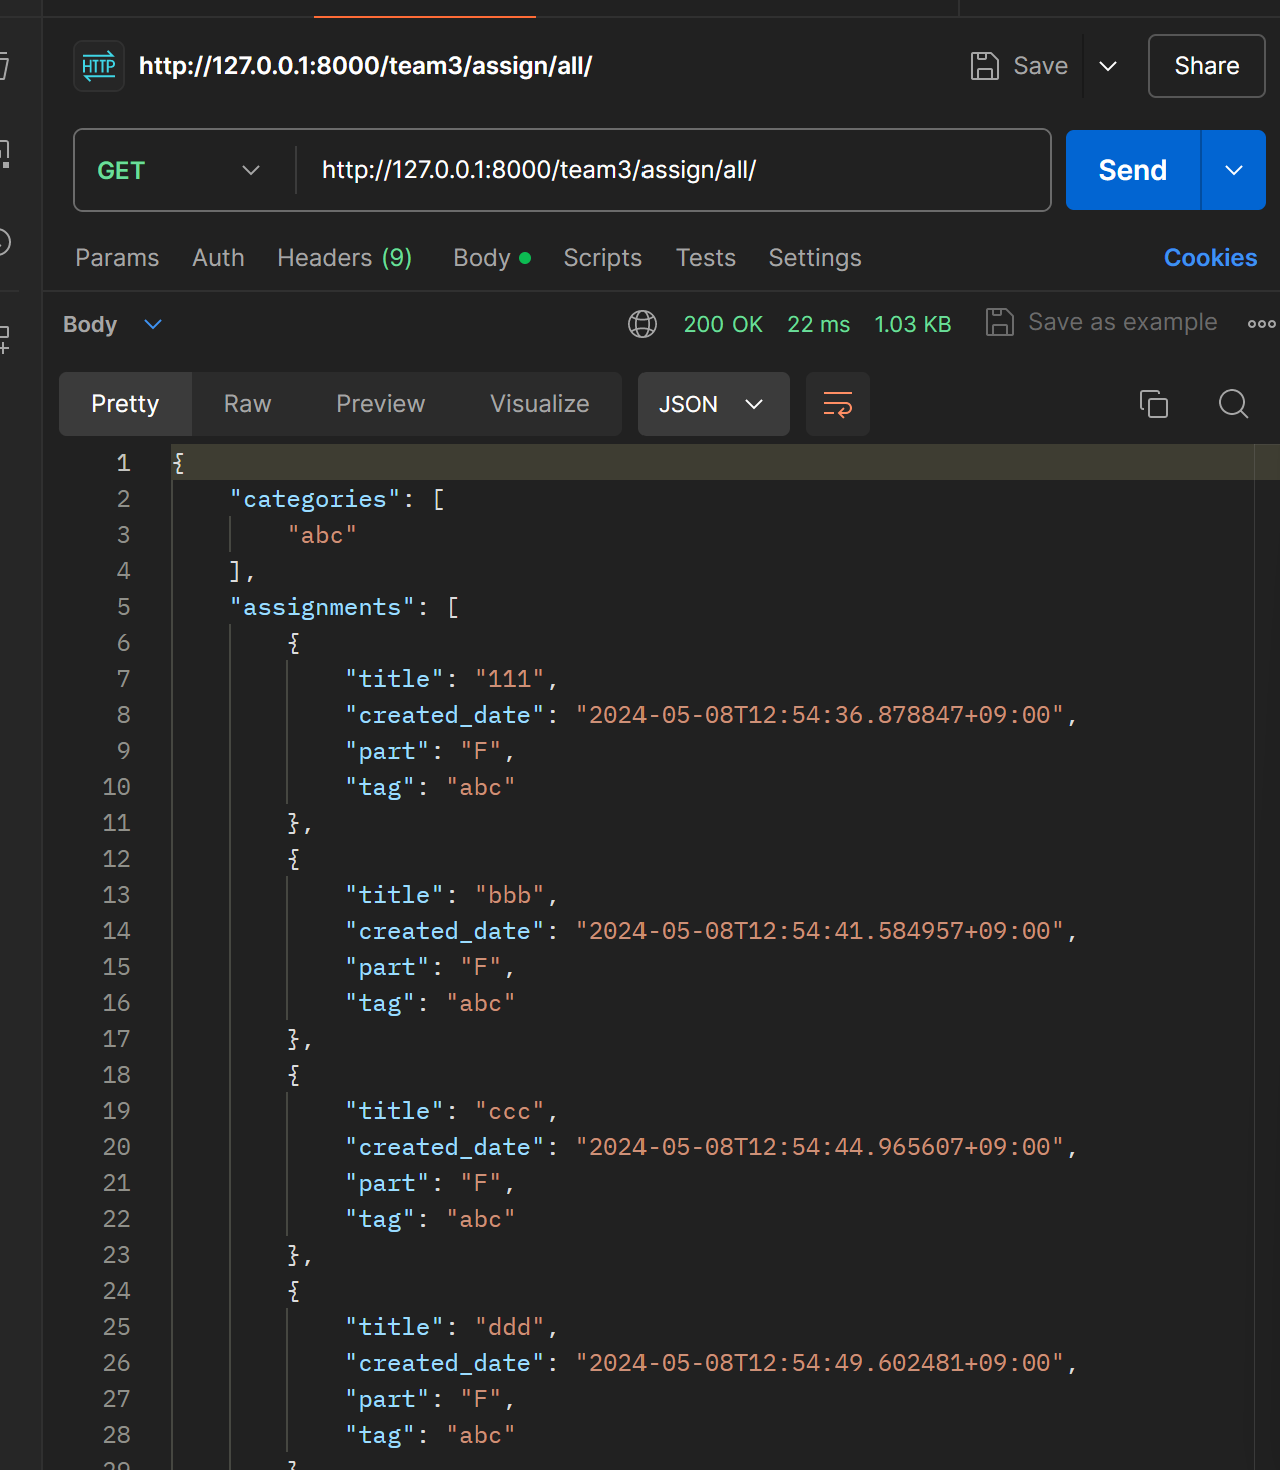 HTTP http://127.0.0.1:8000/team3/assign/all/ Save Share
GET http://127.0.0.1:8000/team3/assign/all/ Send
Params Auth Headers (9) Body Scripts Tests Settings Cookies
Body 200 OK 22 ms 1.03 KB Save as example
Pretty Raw Preview Visualize JSON
1 {
2 "categories": [
3 "abc"
4 ],
5 "assignments": [
6 {
7 "title": "111",
8 "created_date": "2024-05-08T12:54:36.878847+09:00",
9 "part": "F",
10 "tag": "abc"
11 },
12 {
13 "title": "bbb",
14 "created_date": "2024-05-08T12:54:41.584957+09:00",
15 "part": "F",
16 "tag": "abc"
17 },
18 {
19 "title": "ccc",
20 "created_date": "2024-05-08T12:54:44.965607+09:00",
21 "part": "F",
22 "tag": "abc"
23 },
24 {
25 "title": "ddd",
26 "created_date": "2024-05-08T12:54:49.602481+09:00",
27 "part": "F",
28 "tag": "abc"
29 }